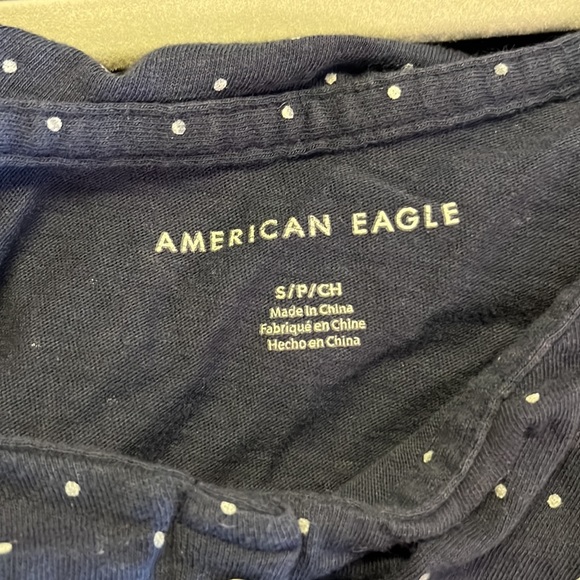 AMERICAN EAGLE
S/P/CH
Made in China
Fabriqué en Chine
Hecho en China